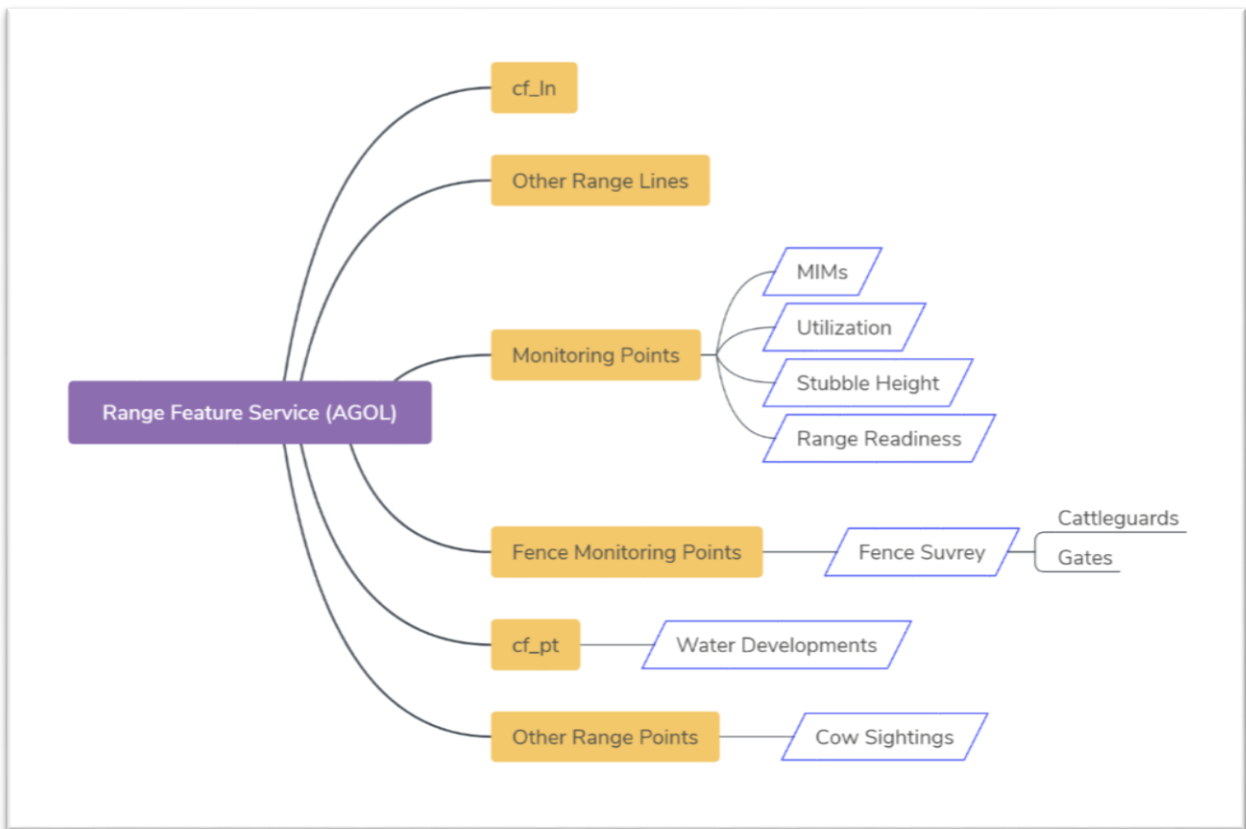 cf_ln
Other Range Lines
MIMs
Utilization
Monitoring Points
Stubble Height
Range Readiness
Range Feature Service (AGOL)
Cattleguards
Fence Monitoring Points
Fence Suvrey
Gates
cf_pt
Water Developments
Other Range Points
Cow Sightings